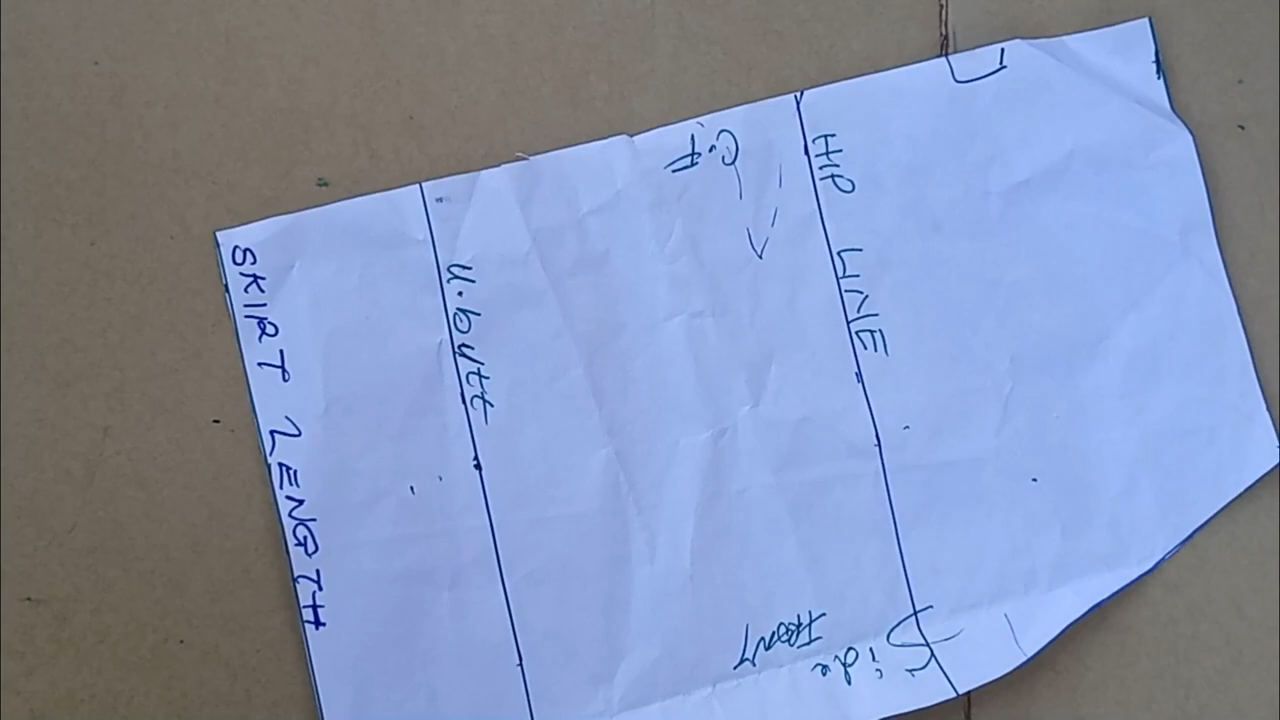 HIP LINE
C.F
u.butt
SKIRT LENGTH
Side
FRONT